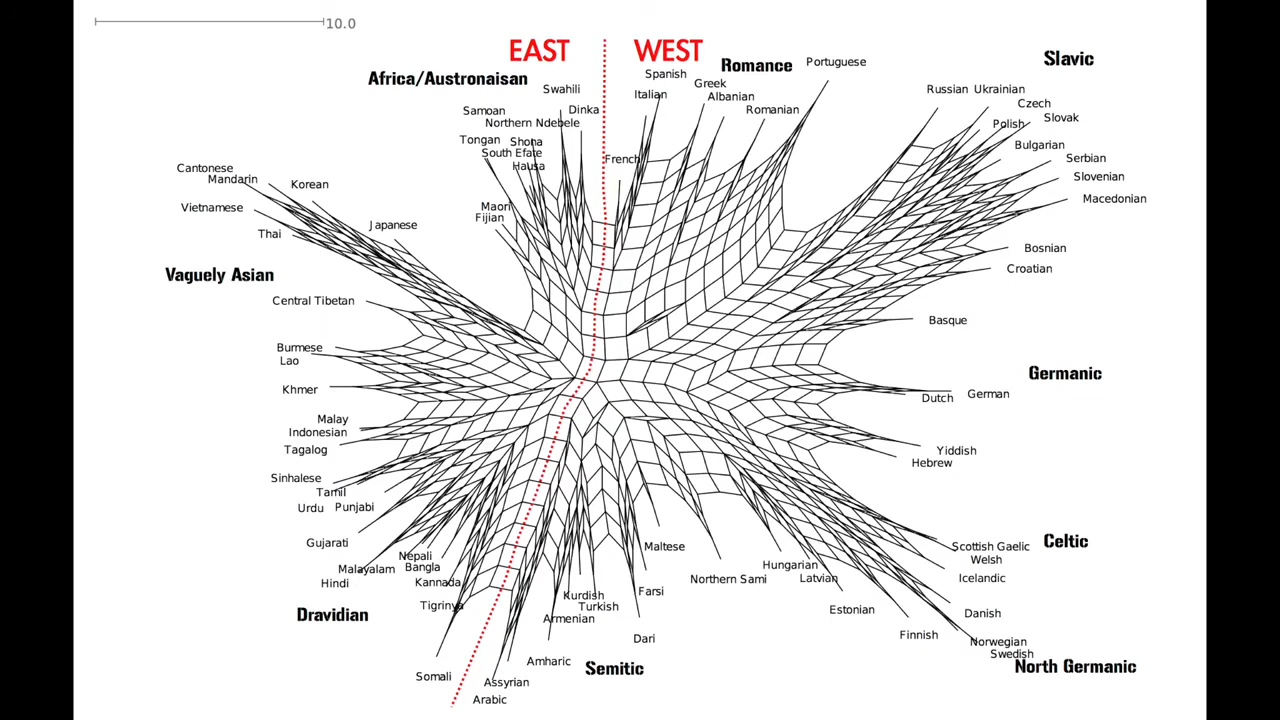 10.0
EAST
WEST
Romance
Portuguese
Slavic
Africa/Austronaisan
Spanish
Greek
Swahili
Italian
Albanian
Russian
Ukrainian
Samoan
Dinka
Romanian
Czech
Northern Ndebele
Slovak
Polish
Tongan
Shona
South Efate
French
Bulgarian
Hausa
Serbian
Cantonese
Mandarin
Korean
Slovenian
Macedonian
Vietnamese
Maori
Fijian
Japanese
Thai
Bosnian
Vaguely Asian
Croatian
Central Tibetan
Basque
Burmese
Lao
Germanic
Khmer
Dutch
German
Malay
Indonesian
Tagalog
Yiddish
Hebrew
Sinhalese
Tamil
Urdu
Punjabi
Gujarati
Maltese
Scottish Gaelic
Celtic
Nepali
Bangla
Welsh
Malayalam
Hungarian
Hindi
Kannada
Northern Sami
Latvian
Icelandic
Farsi
Kurdish
Tigrinya
Turkish
Estonian
Danish
Dravidian
Armenian
Finnish
Dari
Norwegian
Swedish
Amharic
Semitic
North Germanic
Somali
Assyrian
Arabic